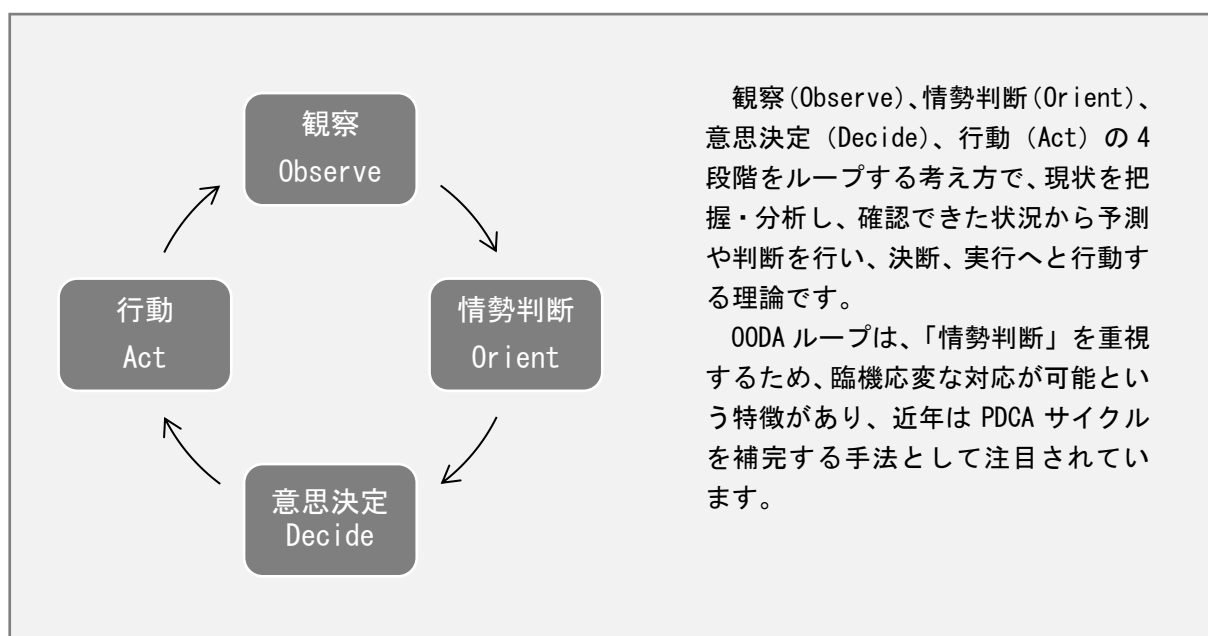 観察
Observe
情勢判断
Orient
意思決定
Decide
行動
Act
観察(Observe)、情勢判断(Orient)、
意思決定(Decide)、行動(Act)の4
段階をループする考え方で、現状を把
握・分析し、確認できた状況から予測
や判断を行い、決断、実行へと行動す
る理論です。
OODAループは、「情勢判断」を重視
するため、臨機応変な対応が可能とい
う特徴があり、近年はPDCAサイクル
を補完する手法として注目されてい
ます。